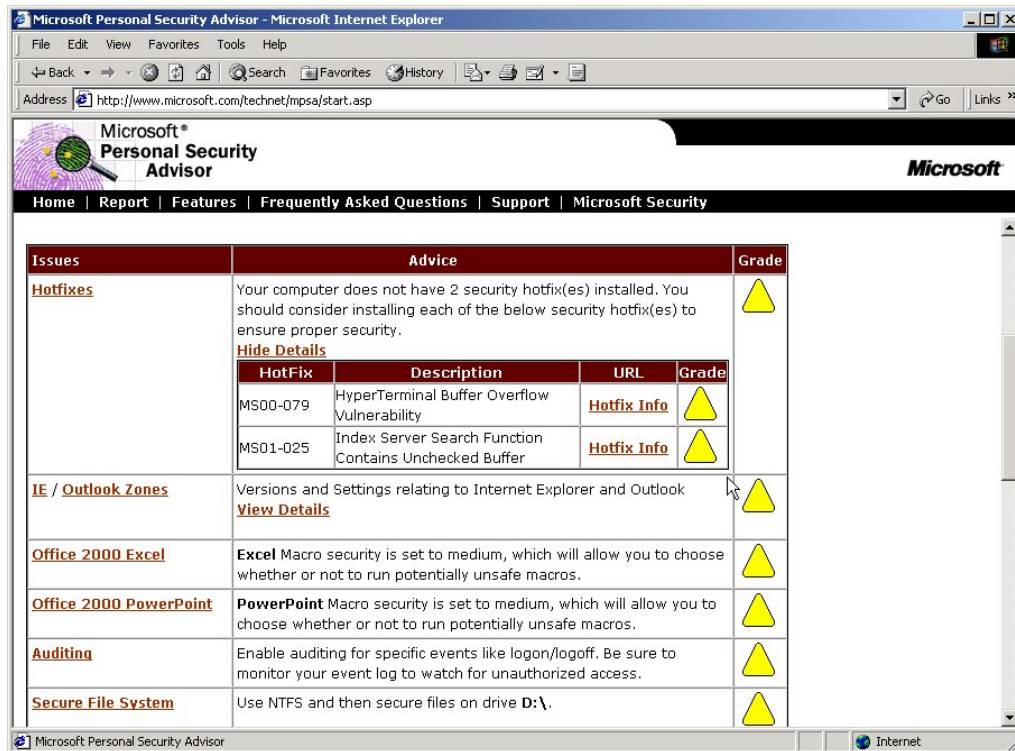 Microsoft Personal Security Advisor - Microsoft Internet Explorer
File Edit View Favorites Tools Help
Back Search Favorites History
Address http://www.microsoft.com/technet/mpsa/start.asp Go Links »
Microsoft®
Personal Security
Advisor
Microsoft
Home | Report | Features | Frequently Asked Questions | Support | Microsoft Security
Issues Advice Grade
Hotfixes
Your computer does not have 2 security hotfix(es) installed. You
should consider installing each of the below security hotfix(es) to
ensure proper security.
Hide Details
HotFix Description URL Grade
MS00-079
HyperTerminal Buffer Overflow
Vulnerability
Hotfix Info
MS01-025
Index Server Search Function
Contains Unchecked Buffer
Hotfix Info
IE / Outlook Zones
Versions and Settings relating to Internet Explorer and Outlook
View Details
Office 2000 Excel
Excel Macro security is set to medium, which will allow you to choose
whether or not to run potentially unsafe macros.
Office 2000 PowerPoint
PowerPoint Macro security is set to medium, which will allow you to
choose whether or not to run potentially unsafe macros.
Auditing
Enable auditing for specific events like logon/logoff. Be sure to
monitor your event log to watch for unauthorized access.
Secure File System
Use NTFS and then secure files on drive D:\.
Microsoft Personal Security Advisor Internet